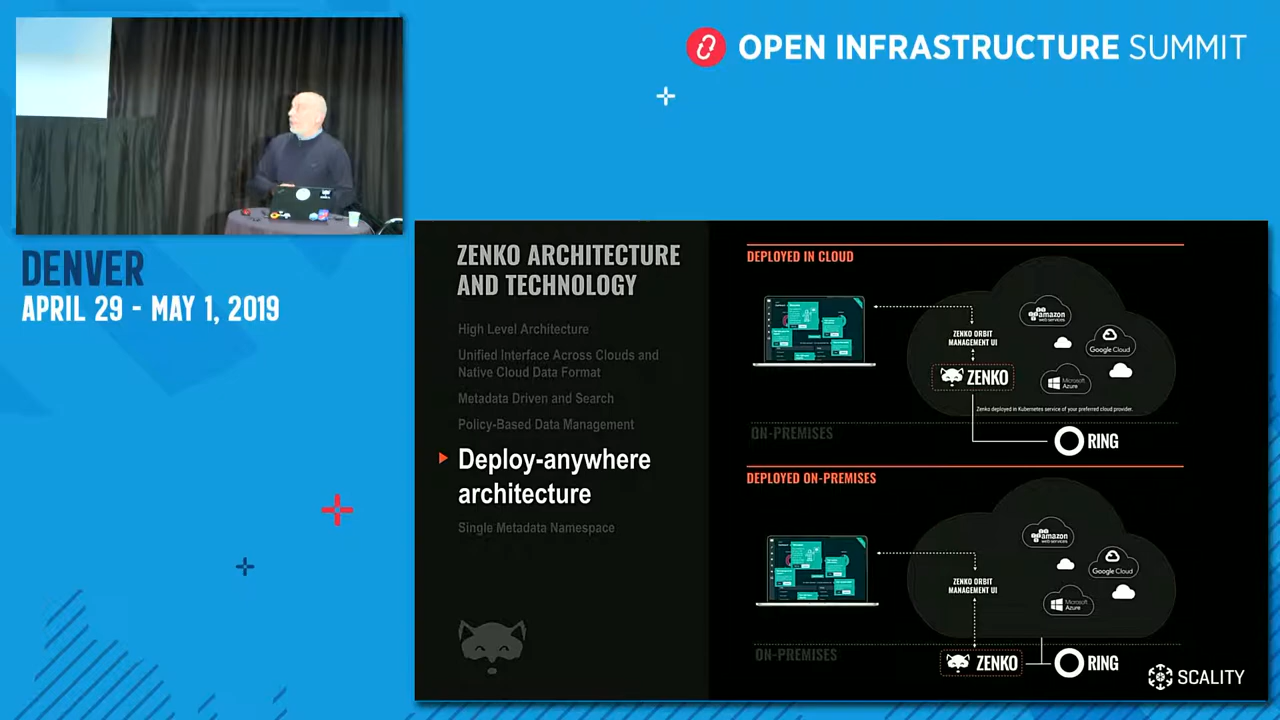 OPEN INFRASTRUCTURE SUMMIT
DENVER
APRIL 29 - MAY 1, 2019
ZENKO ARCHITECTURE
AND TECHNOLOGY
High Level Architecture
Unified Interface Across Clouds and
Native Cloud Data Format
Metadata Driven and Search
Policy-Based Data Management
Deploy-anywhere
architecture
Single Metadata Namespace
DEPLOYED IN CLOUD
ZENKO ORBIT
MANAGEMENT UI
ZENKO
amazon
web services
Google Cloud
Microsoft
Azure
Zenko deployed in Kubernetes service of your preferred cloud provider.
ON-PREMISES
RING
DEPLOYED ON-PREMISES
ZENKO ORBIT
MANAGEMENT UI
amazon
web services
Google Cloud
Microsoft
Azure
ON-PREMISES
ZENKO
RING
SCALITY